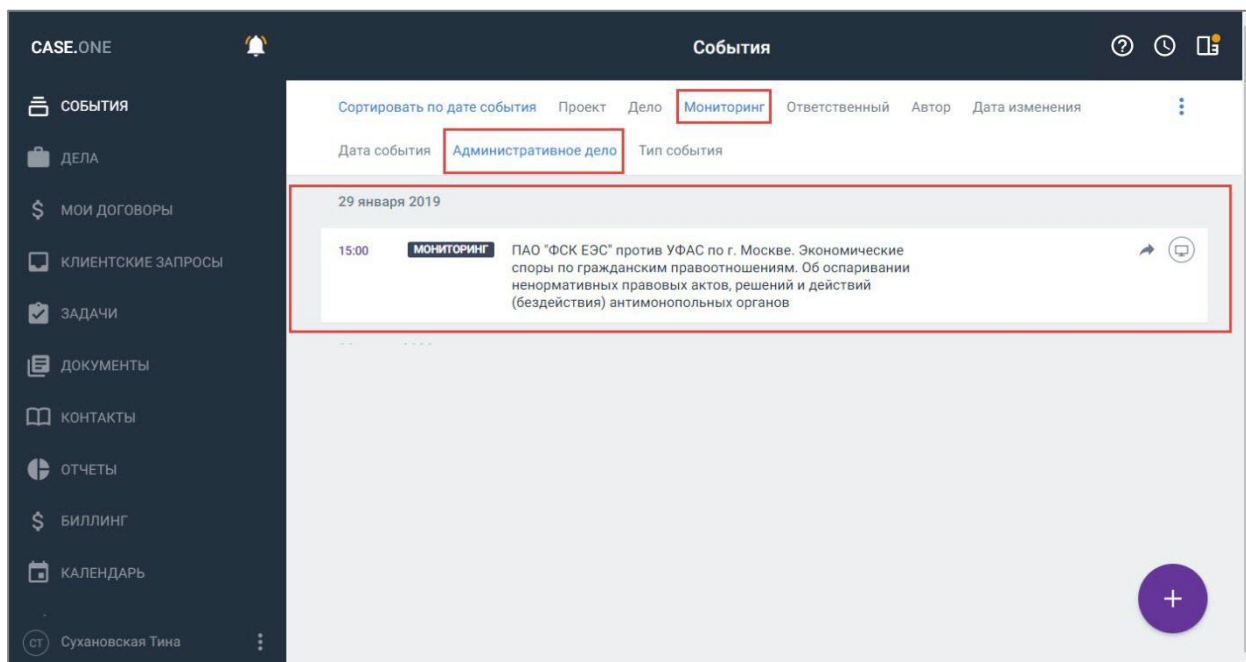 CASE.ONE
События
СОБЫТИЯ
ДЕЛА
МОИ ДОГОВОРЫ
КЛИЕНТСКИЕ ЗАПРОСЫ
ЗАДАЧИ
ДОКУМЕНТЫ
КОНТАКТЫ
ОТЧЕТЫ
БИЛЛИНГ
КАЛЕНДАРЬ
СТ Сухановская Тина
Сортировать по дате события Проект Дело Мониторинг Ответственный Автор Дата изменения
Дата события Административное дело Тип события
29 января 2019
15:00 МОНИТОРИНГ ПАО "ФСК ЕЭС" против УФАС по г. Москве. Экономические
споры по гражданским правоотношениям. Об оспаривании
ненормативных правовых актов, решений и действий
(бездействия) антимонопольных органов